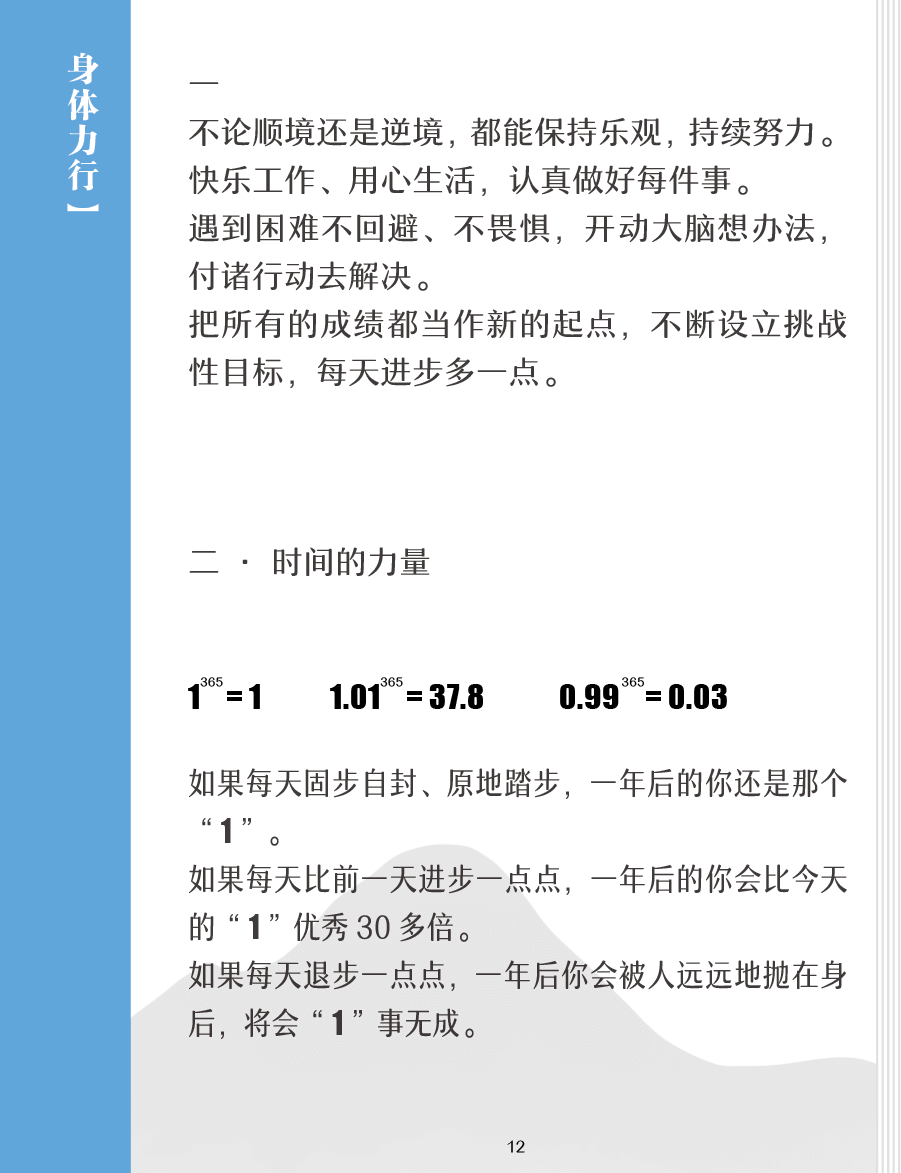 身体力行】
一
不论顺境还是逆境，都能保持乐观，持续努力。
快乐工作、用心生活，认真做好每件事。
遇到困难不回避、不畏惧，开动大脑想办法，
付诸行动去解决。
把所有的成绩都当作新的起点，不断设立挑战
性目标，每天进步多一点。
二 · 时间的力量
1³⁶⁵ = 1  1.01³⁶⁵ = 37.8  0.99³⁶⁵ = 0.03
如果每天固步自封、原地踏步，一年后的你还是那个
“1”。
如果每天比前一天进步一点点，一年后的你会比今天
的“1”优秀 30 多倍。
如果每天退步一点点，一年后你会被人远远地抛在身
后，将会“1”事无成。
12